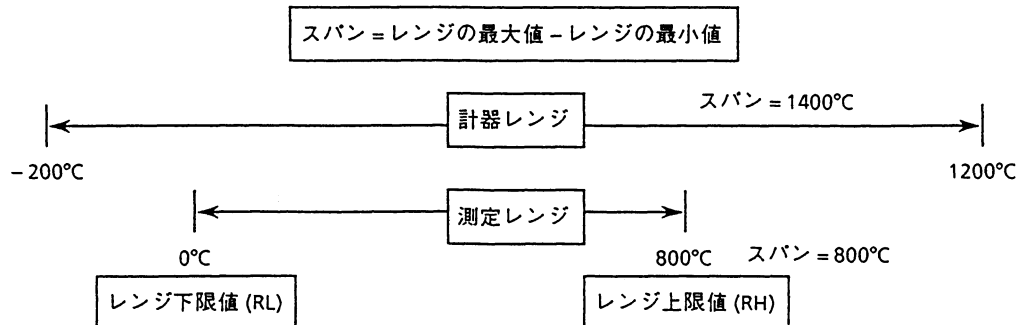 スパン=レンジの最大値－レンジの最小値
スパン=1400°C
計器レンジ
－200°C
1200°C
測定レンジ
0°C
800°C
スパン=800°C
レンジ下限値 (RL)
レンジ上限値 (RH)